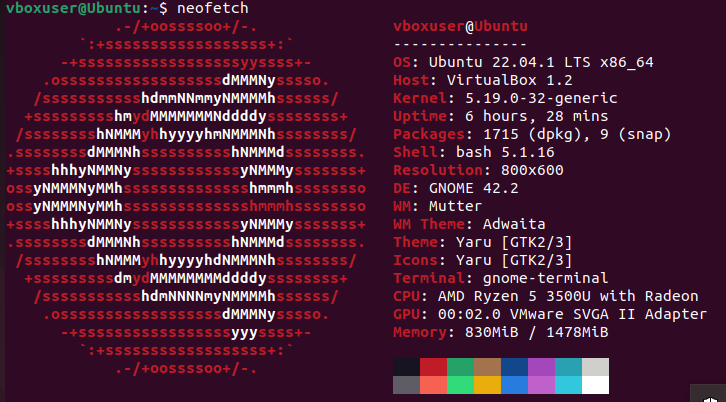 vboxuser@Ubuntu:~$ neofetch
.-/+oossssoo+/-. vboxuser@Ubuntu
`:+ssssssssssssssssss+:` ---------------
-+ssssssssssssssssssyyssss+- OS: Ubuntu 22.04.1 LTS x86_64
.ossssssssssssssssssdMMMNysssso. Host: VirtualBox 1.2
/ssssssssssshdmmNNmmyNMMMMhssssss/ Kernel: 5.19.0-32-generic
+ssssssssshmydMMMMMMMNddddyssssssss+ Uptime: 6 hours, 28 mins
/sssssssshNMMMyhhyyyyhmNMMMNhssssssss/ Packages: 1715 (dpkg), 9 (snap)
.ssssssssdMMMNhsssssssssshNMMMdssssssss. Shell: bash 5.1.16
+sssshhhyNMMNyssssssssssssyNMMMysssssss+ Resolution: 800x600
ossyNMMMNyMMhsssssssssssssshmmmhssssssso DE: GNOME 42.2
ossyNMMMNyMMhsssssssssssssshmmmhssssssso WM: Mutter
+sssshhhyNMMNyssssssssssssyNMMMysssssss+ WM Theme: Adwaita
.ssssssssdMMMNhsssssssssshNMMMdssssssss. Theme: Yaru [GTK2/3]
/sssssssshNMMMyhhyyyyhdNMMMNhssssssss/ Icons: Yaru [GTK2/3]
+sssssssssdmydMMMMMMMMddddyssssssss+ Terminal: gnome-terminal
/ssssssssssshdmNNNNmyNMMMMhssssss/ CPU: AMD Ryzen 5 3500U with Radeon
.ossssssssssssssssssdMMMNysssso. GPU: 00:02.0 VMware SVGA II Adapter
-+sssssssssssssssssyyyssss+- Memory: 830MiB / 1478MiB
`:+ssssssssssssssssss+:`
.-/+oossssoo+/-.